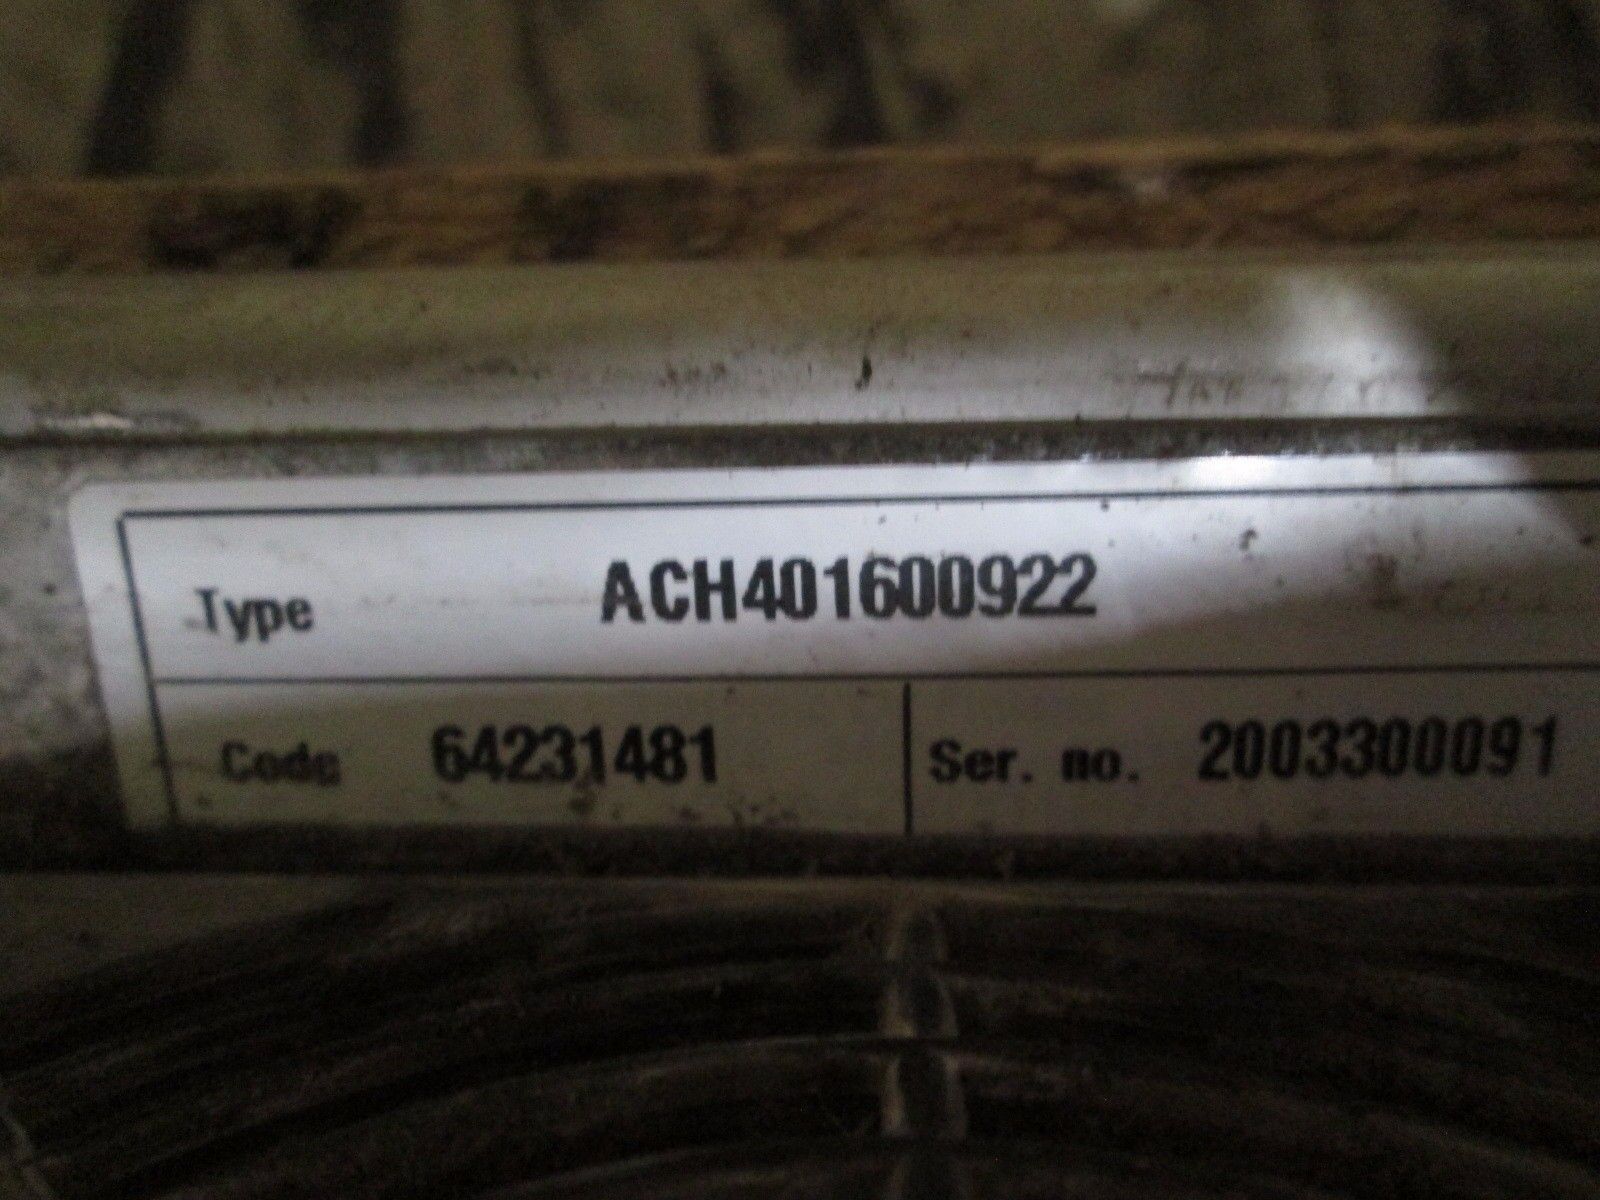 Type ACH401600922
Code 64231481 Ser. no. 2003300091